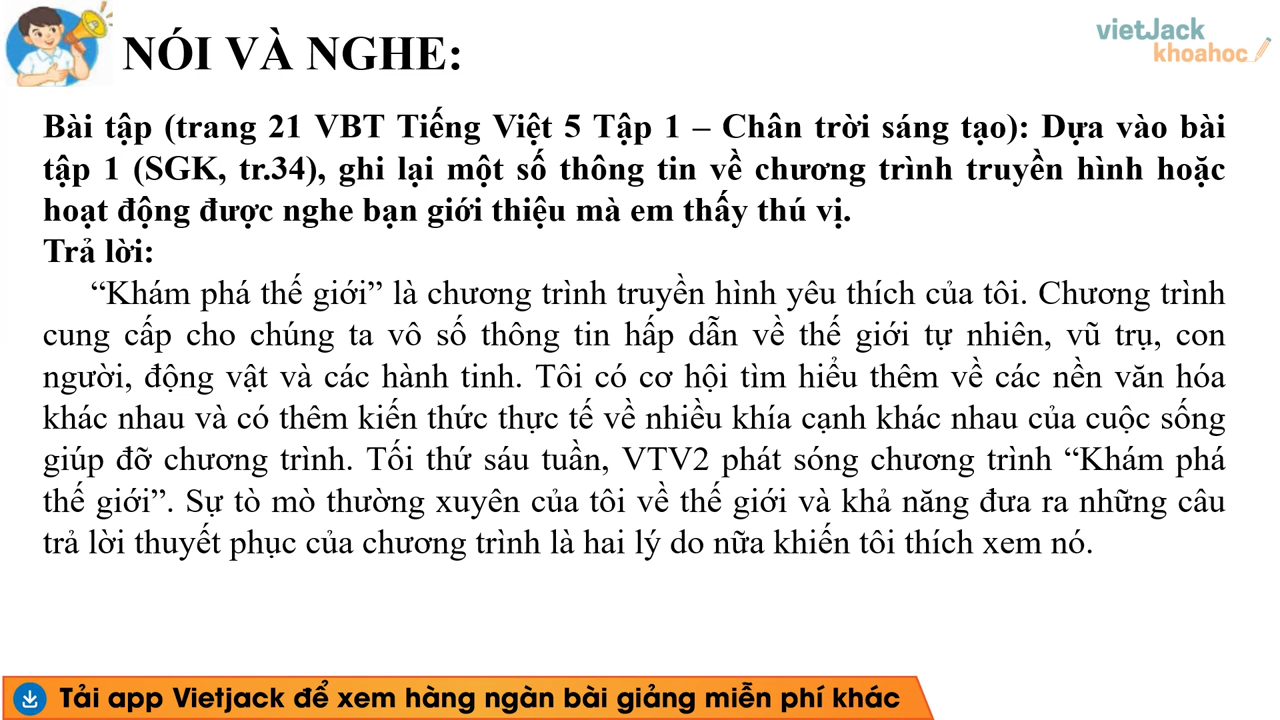 vietJack
khoahoc
NÓI VÀ NGHE:
Bài tập (trang 21 VBT Tiếng Việt 5 Tập 1 – Chân trời sáng tạo): Dựa vào bài
tập 1 (SGK, tr.34), ghi lại một số thông tin về chương trình truyền hình hoặc
hoạt động được nghe bạn giới thiệu mà em thấy thú vị.
Trả lời:
“Khám phá thế giới” là chương trình truyền hình yêu thích của tôi. Chương trình
cung cấp cho chúng ta vô số thông tin hấp dẫn về thế giới tự nhiên, vũ trụ, con
người, động vật và các hành tinh. Tôi có cơ hội tìm hiểu thêm về các nền văn hóa
khác nhau và có thêm kiến thức thực tế về nhiều khía cạnh khác nhau của cuộc sống
giúp đỡ chương trình. Tối thứ sáu tuần, VTV2 phát sóng chương trình “Khám phá
thế giới”. Sự tò mò thường xuyên của tôi về thế giới và khả năng đưa ra những câu
trả lời thuyết phục của chương trình là hai lý do nữa khiến tôi thích xem nó.
Tải app Vietjack để xem hàng ngàn bài giảng miễn phí khác